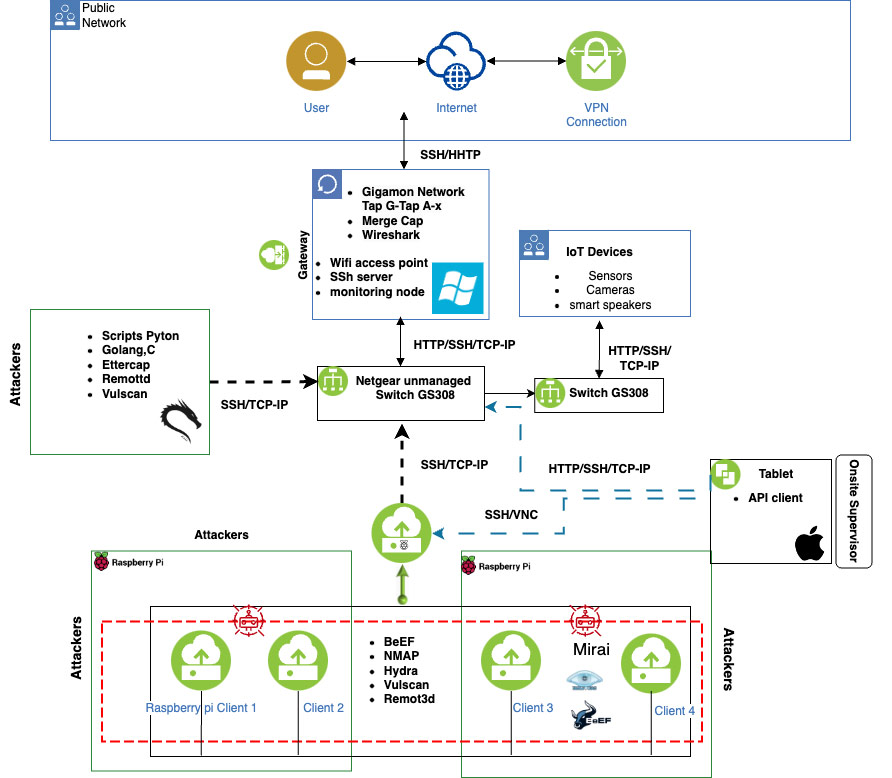 Public
Network
User
Internet
VPN
Connection
SSH/HHTP
Gigamon Network
Tap G-Tap A-x
Merge Cap
Wireshark
Wifi access point
SSh server
monitoring node
Gateway
IoT Devices
Sensors
Cameras
smart speakers
Attackers
Scripts Pyton
Golang,C
Ettercap
Remottd
Vulscan
HTTP/SSH/TCP-IP
HTTP/SSH/
TCP-IP
SSH/TCP-IP
Netgear unmanaged
Switch GS308
Switch GS308
SSH/TCP-IP
HTTP/SSH/TCP-IP
Tablet
API client
Onsite Supervisor
SSH/VNC
Attackers
Raspberry Pi
Raspberry Pi
Attackers
BeEF
NMAP
Hydra
Vulscan
Remot3d
Mirai
BeEF
Attackers
Raspberry pi Client 1
Client 2
Client 3
Client 4